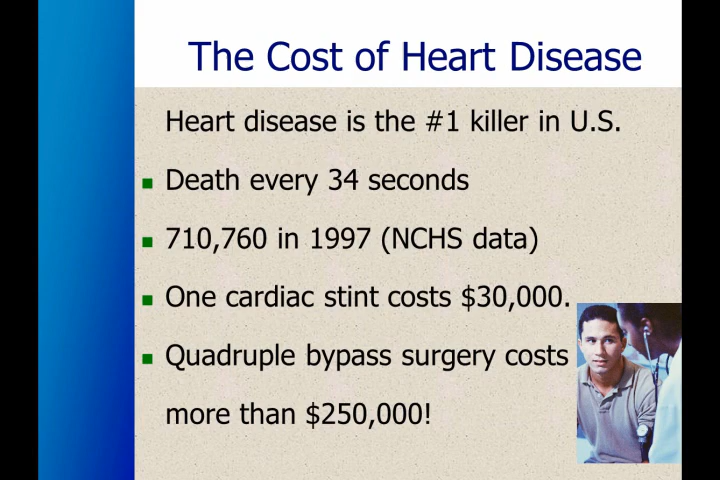 The Cost of Heart Disease
Heart disease is the #1 killer in U.S.
Death every 34 seconds
710,760 in 1997 (NCHS data)
One cardiac stint costs $30,000.
Quadruple bypass surgery costs
more than $250,000!